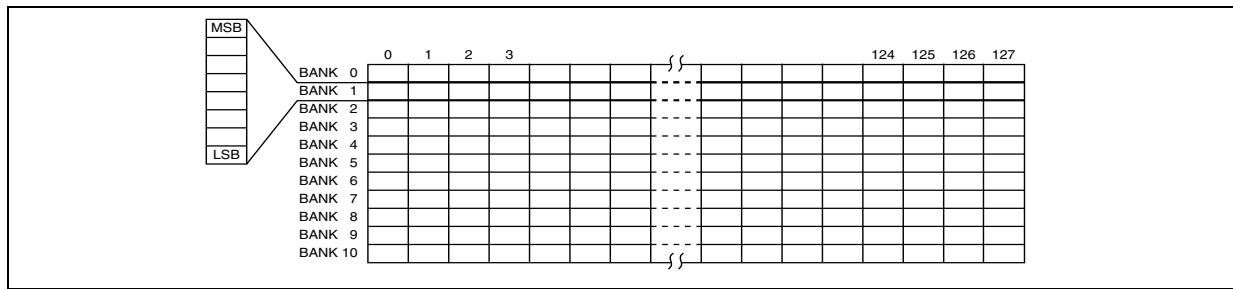 MSB
LSB
0 1 2 3 124 125 126 127
BANK 0
BANK 1
BANK 2
BANK 3
BANK 4
BANK 5
BANK 6
BANK 7
BANK 8
BANK 9
BANK 10